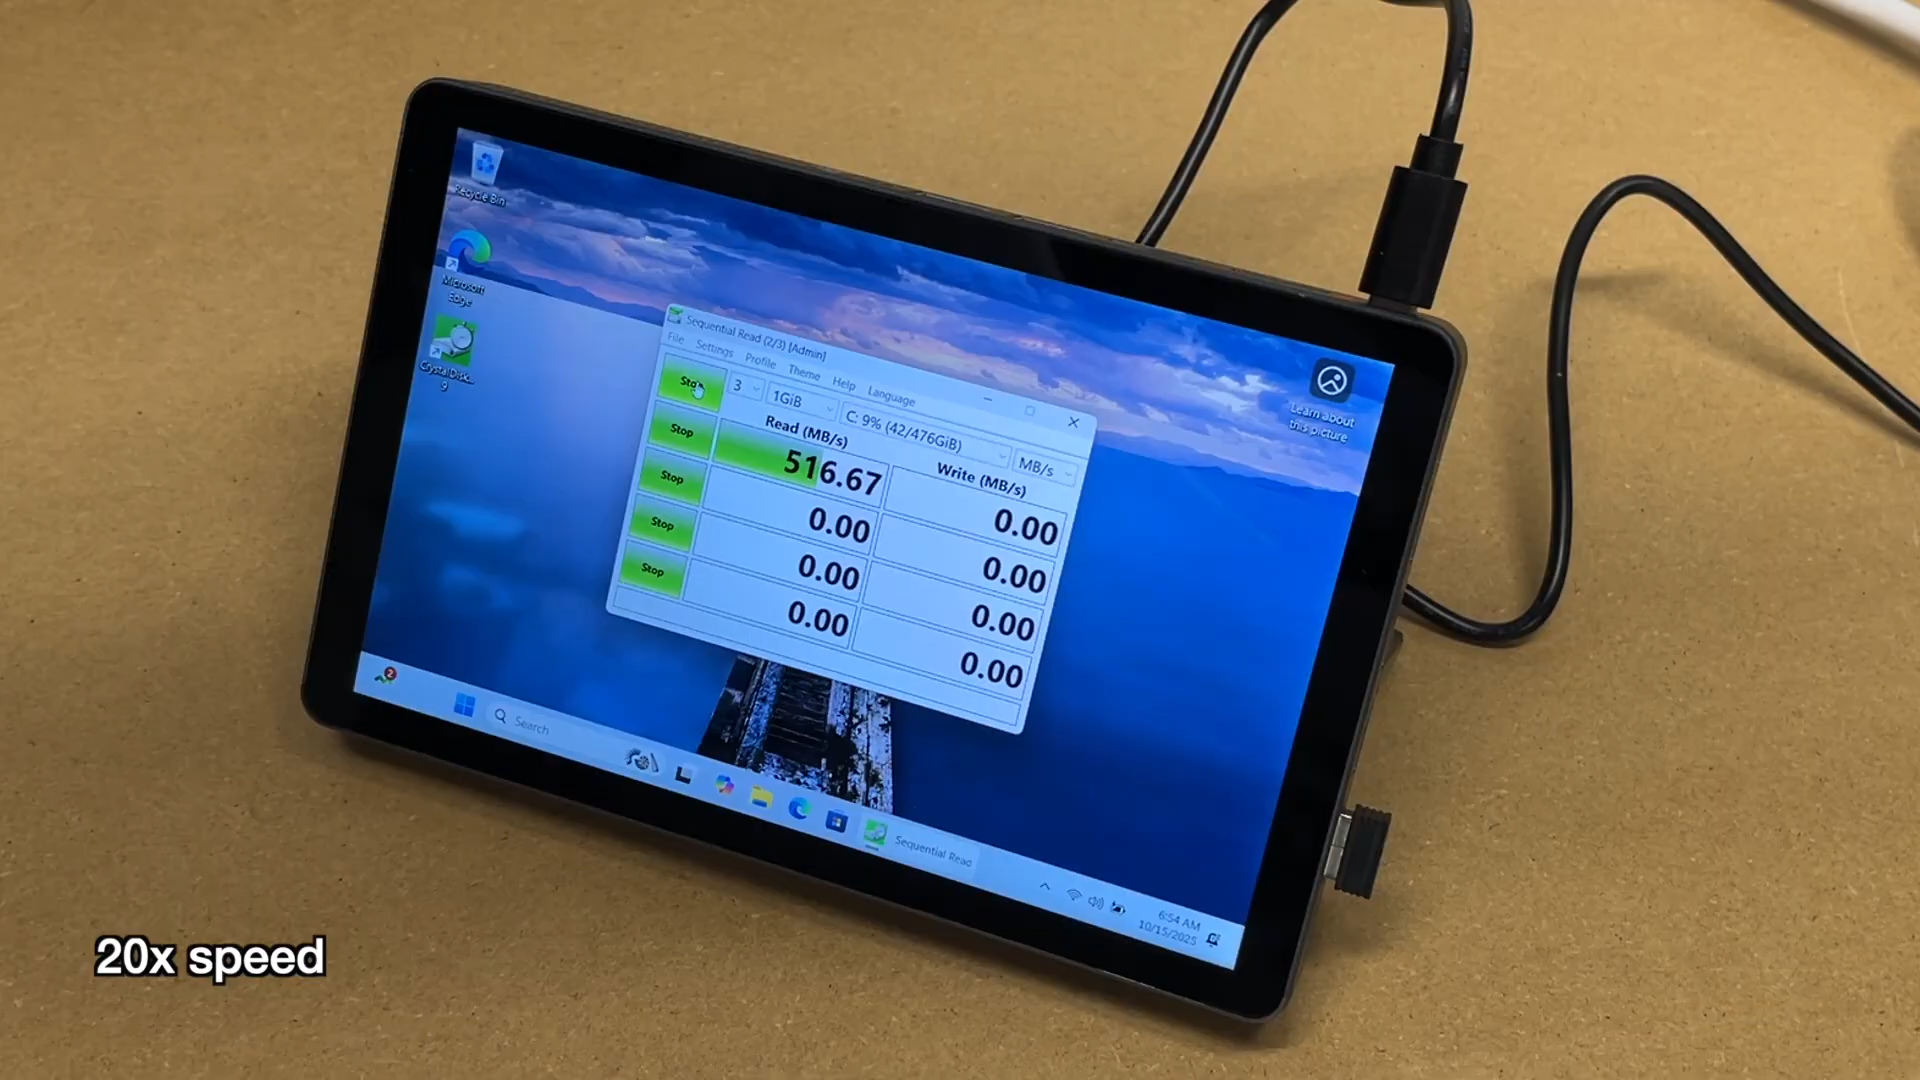 Recycle Bin
Microsoft
Edge
CrystalDisk...
9
Learn about
this picture
Sequential Read (2/3) [Admin]
File Settings Profile Theme Help Language
Stop 3 1GiB C: 9% (42/476GiB) MB/s
Read (MB/s) Write (MB/s)
Stop 516.67 0.00
Stop 0.00 0.00
Stop 0.00 0.00
Stop 0.00 0.00
2
Search
Sequential Read
6:54 AM
10/15/2025
20x speed